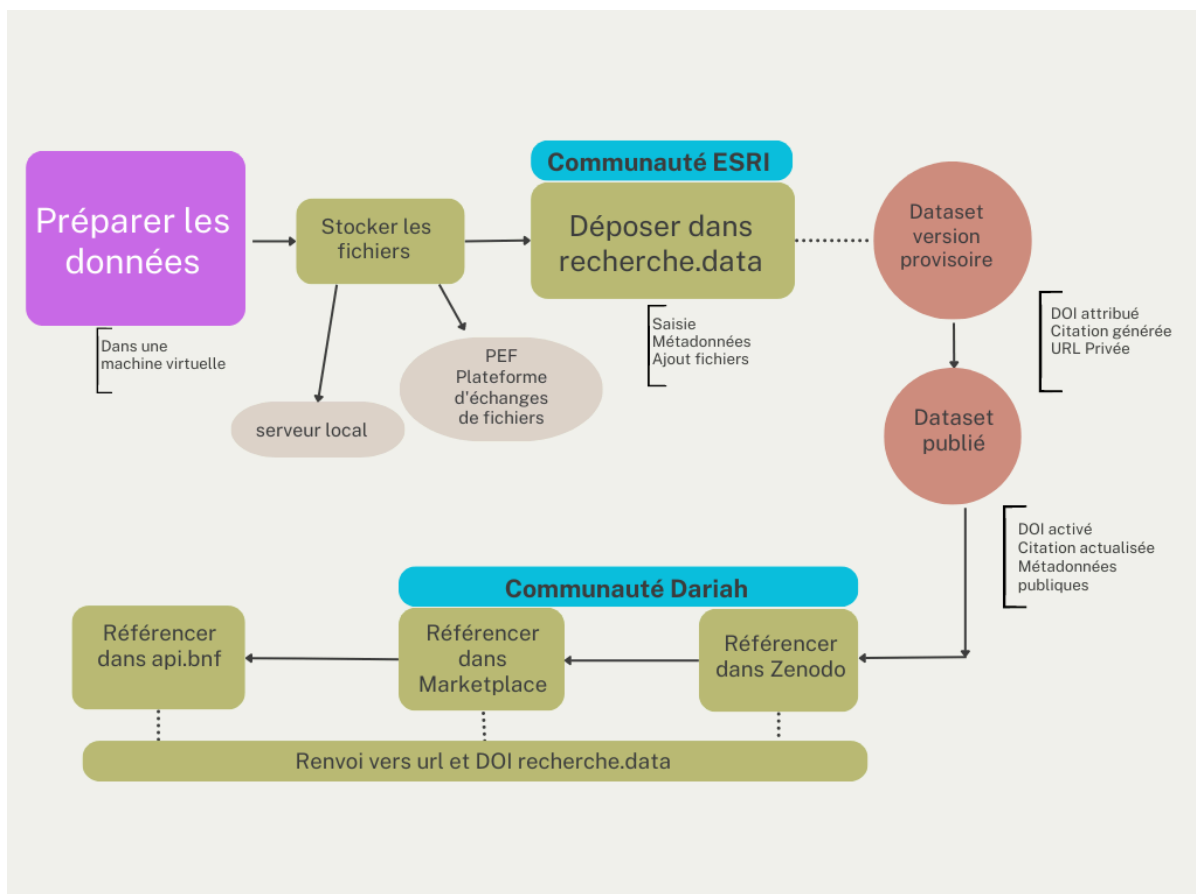 Préparer les
données
Dans une
machine virtuelle
Stocker les
fichiers
serveur local
PEF
Plateforme
d'échanges
de fichiers
Communauté ESRI
Déposer dans
recherche.data
Saisie
Métadonnées
Ajout fichiers
Dataset
version
provisoire
DOI attribué
Citation générée
URL Privée
Dataset
publié
DOI activé
Citation actualisée
Métadonnées
publiques
Communauté Dariah
Référencer
dans Zenodo
Référencer
dans
Marketplace
Référencer
dans api.bnf
Renvoi vers url et DOI recherche.data